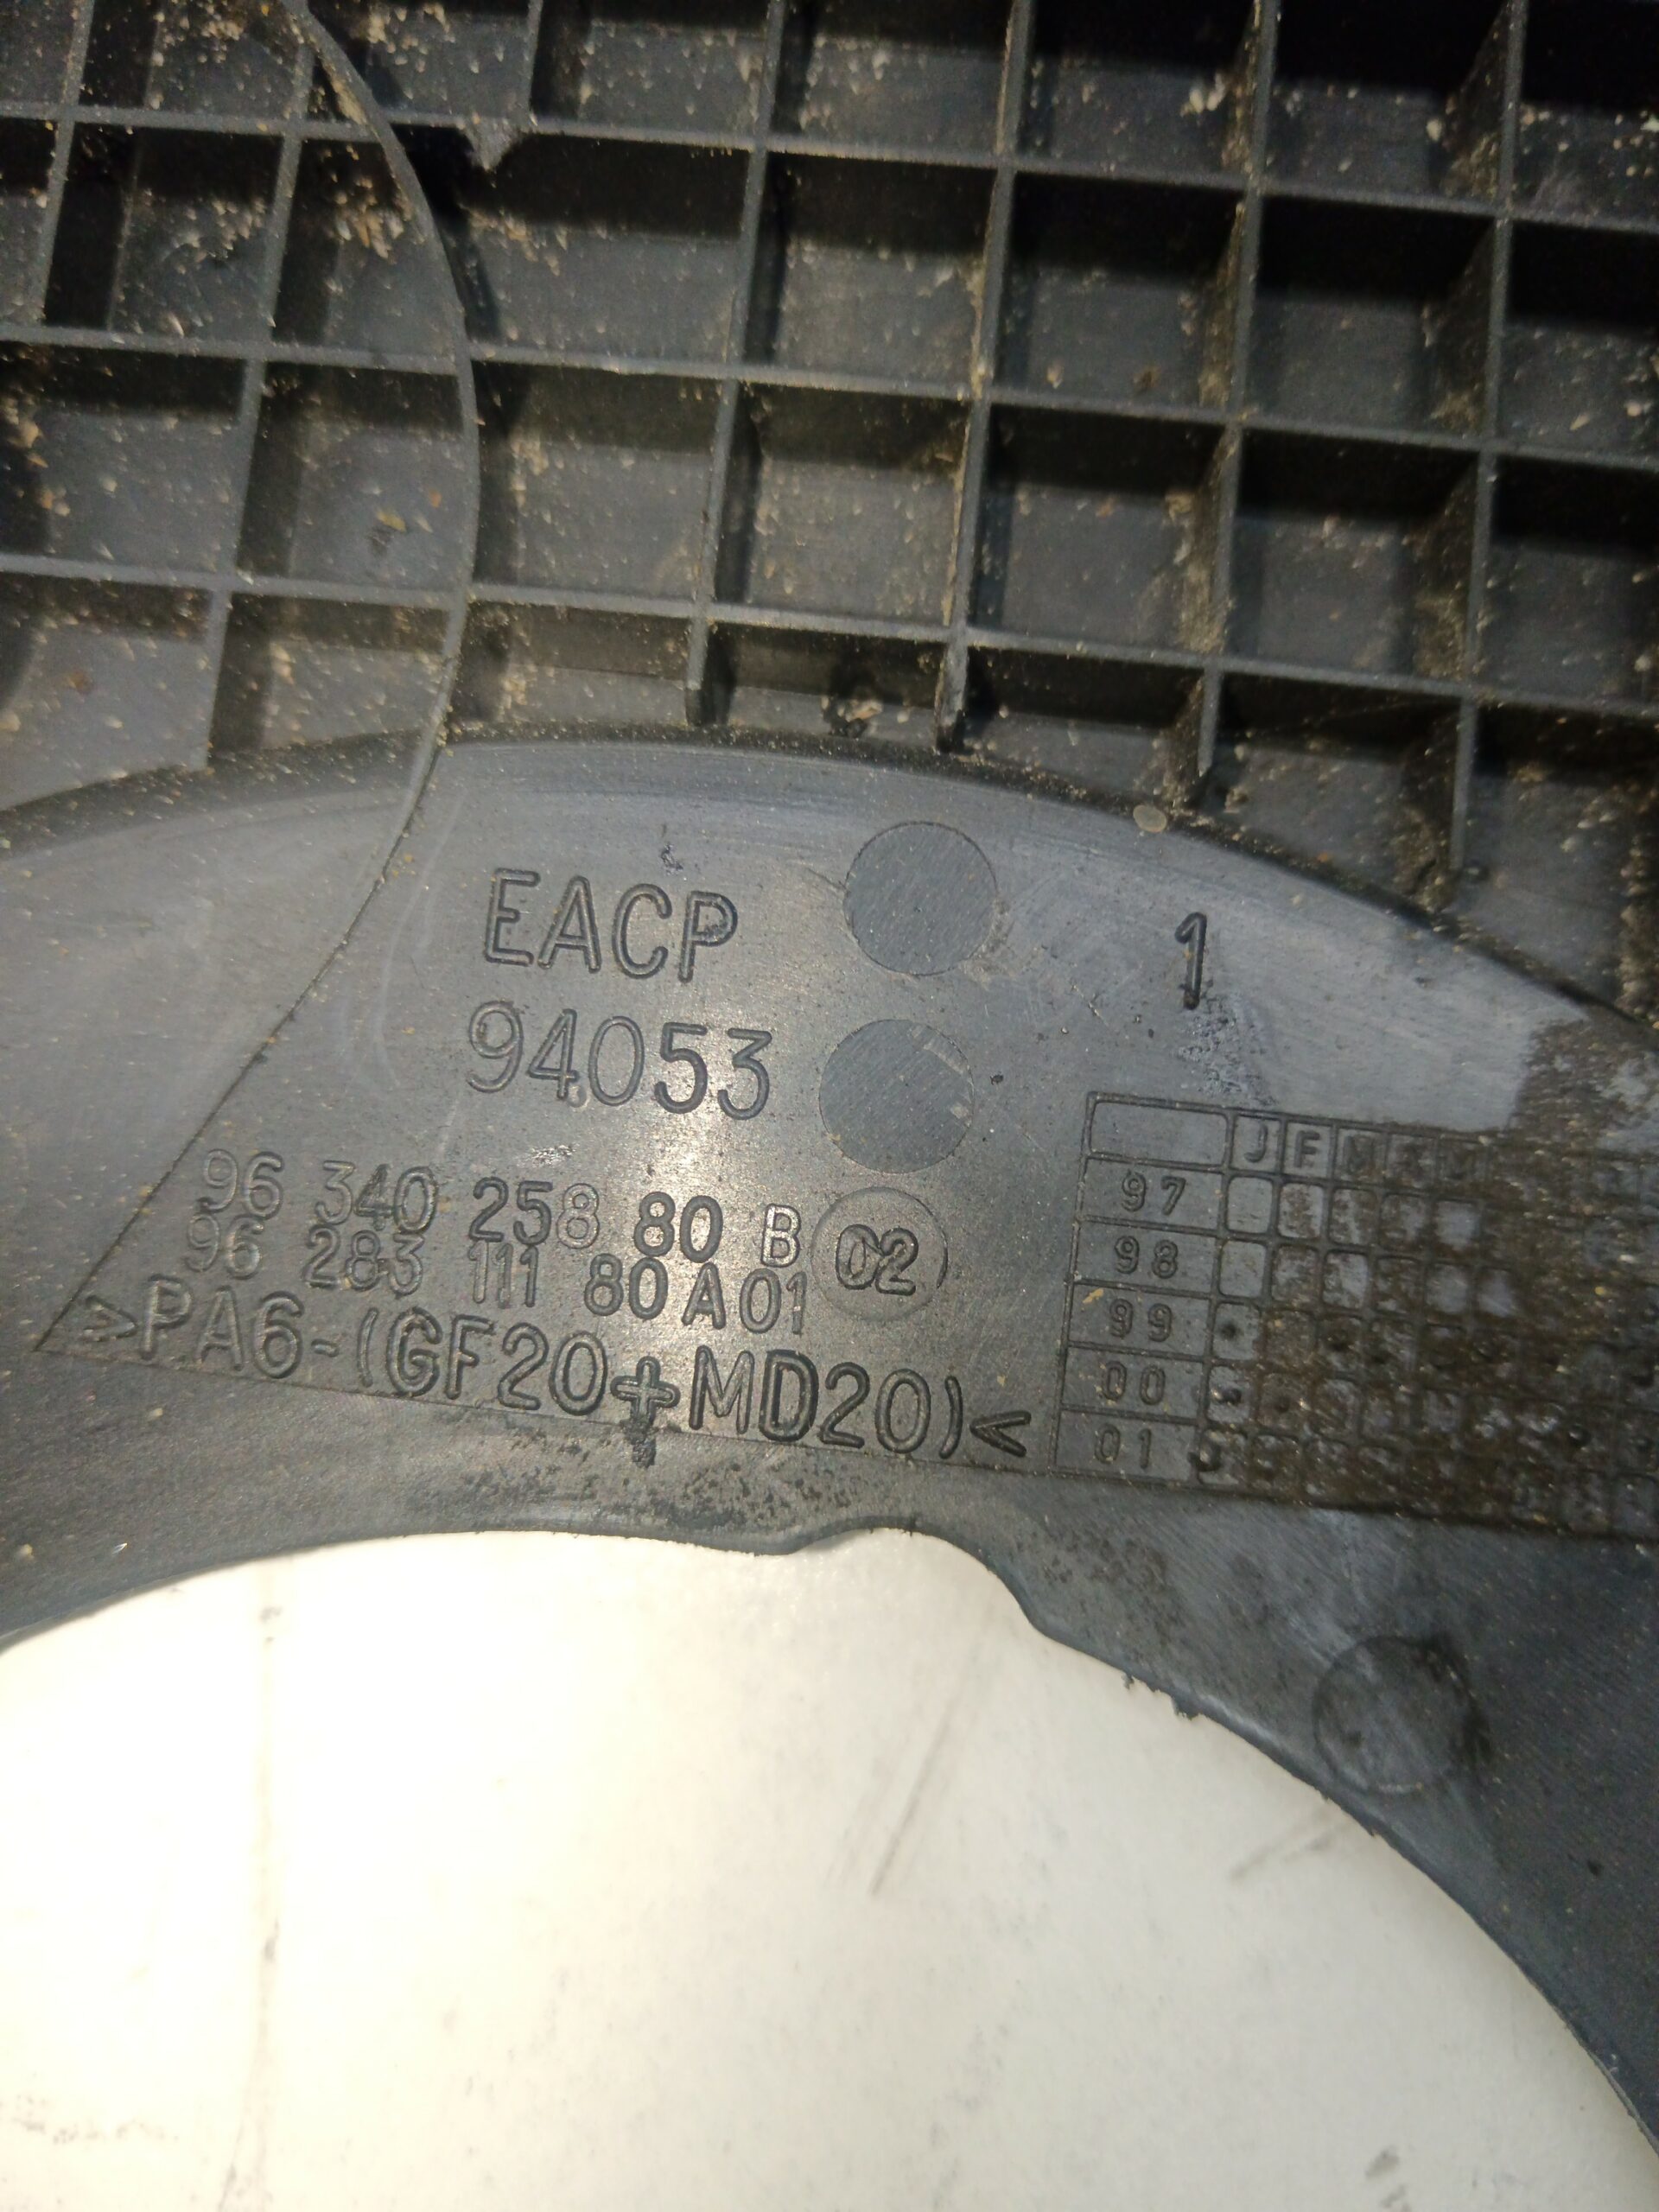 EACP
1
94053
96 340 258 80 B 02
96 283 111 80 A 01
>PA6-(GF20+MD20)<
J F M
97
98
99
00
01